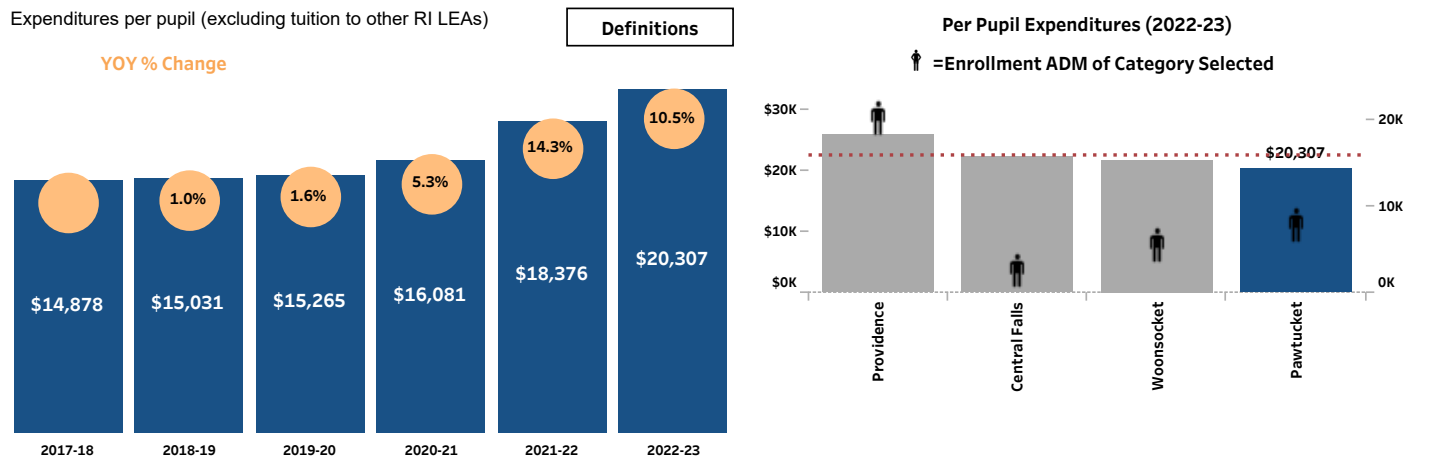 Expenditures per pupil (excluding tuition to other RI LEAs)
Definitions
YOY % Change
1.0%
1.6%
5.3%
14.3%
10.5%
$14,878
$15,031
$15,265
$16,081
$18,376
$20,307
2017-18
2018-19
2019-20
2020-21
2021-22
2022-23
Per Pupil Expenditures (2022-23)
=Enrollment ADM of Category Selected
$30K
$20K
$10K
$0K
$20,307
20K
10K
0K
Providence
Central Falls
Woonsocket
Pawtucket